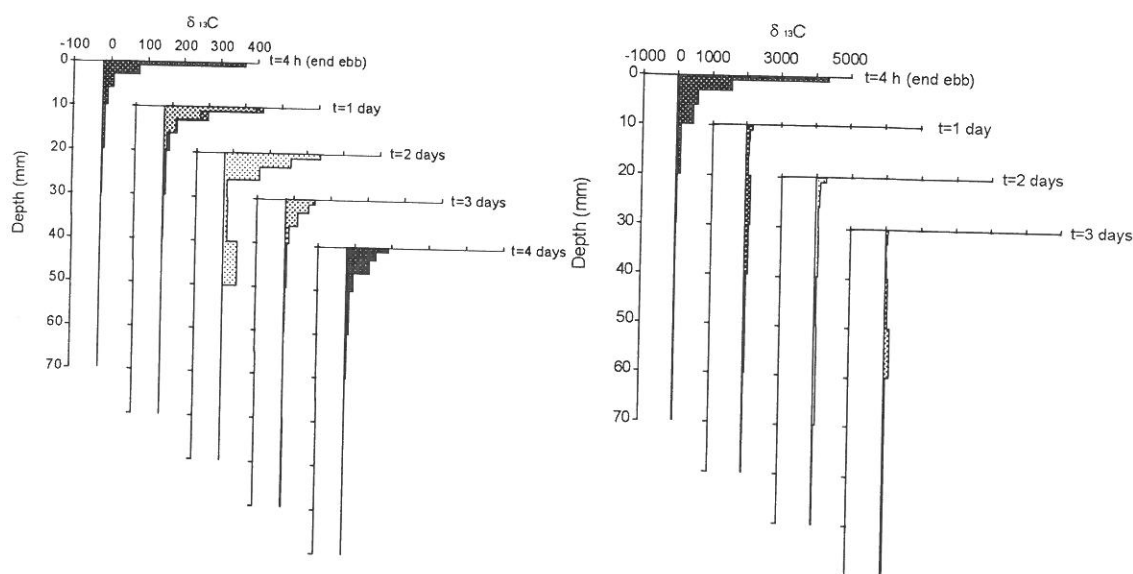 δ 13C
-100 0 100 200 300 400
t=4 h (end ebb)
0
10
20
30
40
50
60
70
Depth (mm)
t=1 day
t=2 days
t=3 days
t=4 days
δ 13C
-1000 0 1000 3000 5000
t=4 h (end ebb)
0
10
20
30
40
50
60
70
Depth (mm)
t=1 day
t=2 days
t=3 days